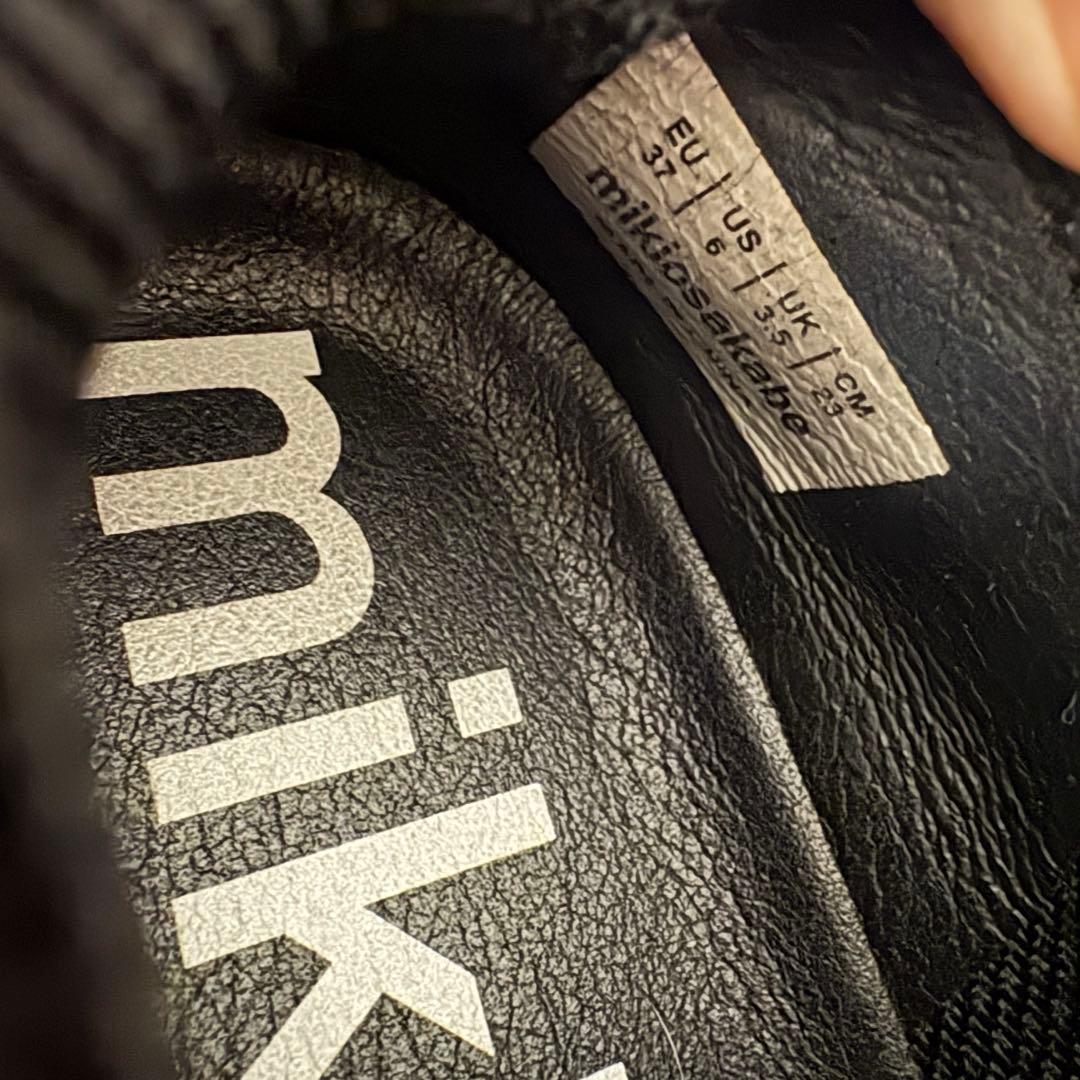 EU | US | UK | CM
37 | 6 | 3.5 | 23
mikiosakabe
mik